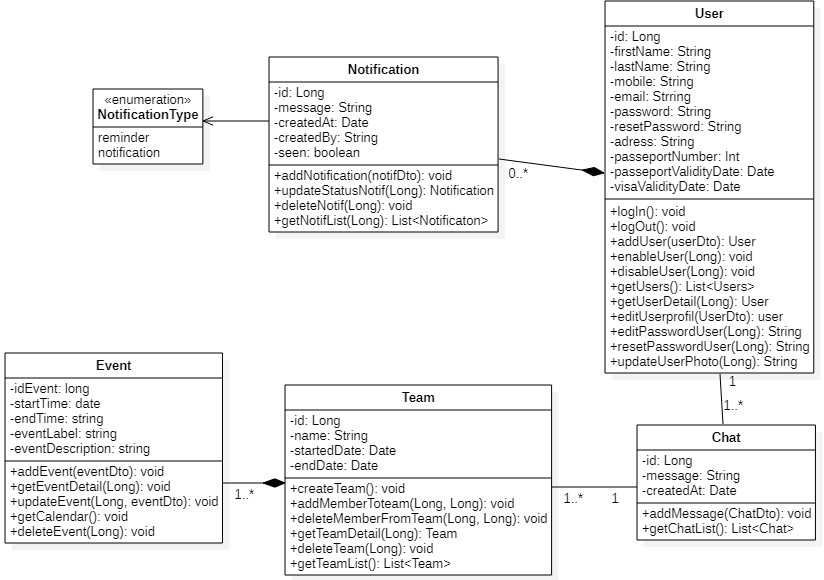 User
-id: Long
-firstName: String
-lastName: String
-mobile: String
-email: Strring
-password: String
-resetPassword: String
-adress: String
-passeportNumber: Int
-passeportValidityDate: Date
-visaValidityDate: Date
+logIn(): void
+logOut(): void
+addUser(userDto): User
+enableUser(Long): void
+disableUser(Long): void
+getUsers(): List<Users>
+getUserDetail(Long): User
+editUserprofil(UserDto): user
+editPasswordUser(Long): String
+resetPasswordUser(Long): String
+updateUserPhoto(Long): String
Notification
-id: Long
-message: String
-createdAt: Date
-createdBy: String
-seen: boolean
+addNotification(notifDto): void
+updateStatusNotif(Long): Notification
+deleteNotif(Long): void
+getNotifList(Long): List<Notificaton>
0..*
«enumeration»
NotificationType
reminder
notification
Event
-idEvent: long
-startTime: date
-endTime: string
-eventLabel: string
-eventDescription: string
+addEvent(eventDto): void
+getEventDetail(Long): void
+updateEvent(Long, eventDto): void
+getCalendar(): void
+deleteEvent(Long): void
1..*
Team
-id: Long
-name: String
-startedDate: Date
-endDate: Date
+createTeam(): void
+addMemberToteam(Long, Long): void
+deleteMemberFromTeam(Long, Long): void
+getTeamDetail(Long): Team
+deleteTeam(Long): void
+getTeamList(): List<Team>
1..*
1
1
1..*
Chat
-id: Long
-message: String
-createdAt: Date
+addMessage(ChatDto): void
+getChatList(): List<Chat>